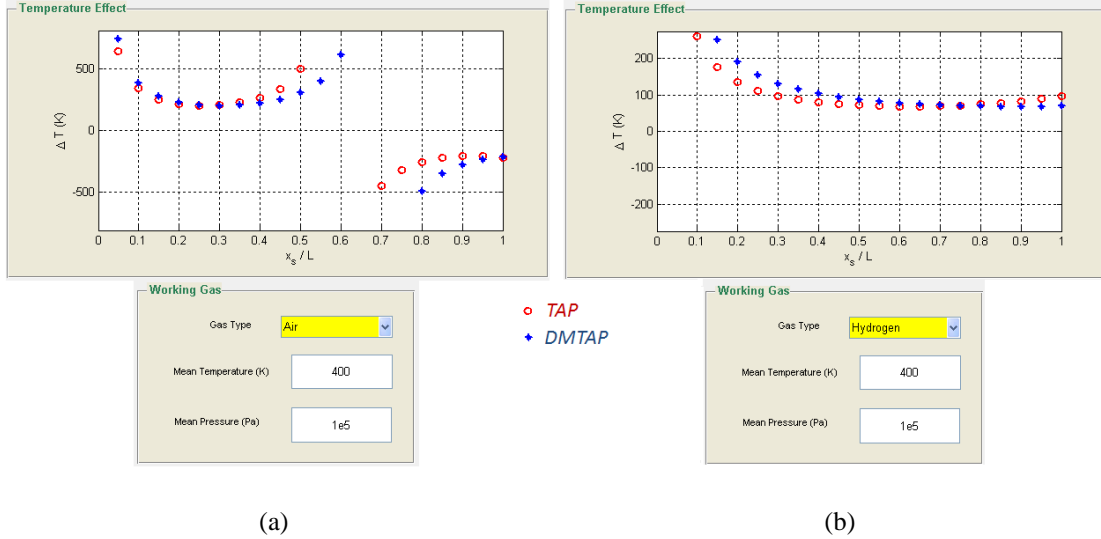 Temperature Effect
500
0
-500
Δ T (K)
0 0.1 0.2 0.3 0.4 0.5 0.6 0.7 0.8 0.9 1
x_s / L
Working Gas
Gas Type Air
Mean Temperature (K) 400
Mean Pressure (Pa) 1e5
TAP
DMTAP
Temperature Effect
200
100
0
100
-200
Δ T (K)
0 0.1 0.2 0.3 0.4 0.5 0.6 0.7 0.8 0.9 1
x_s / L
Working Gas
Gas Type Hydrogen
Mean Temperature (K) 400
Mean Pressure (Pa) 1e5
(a) (b)